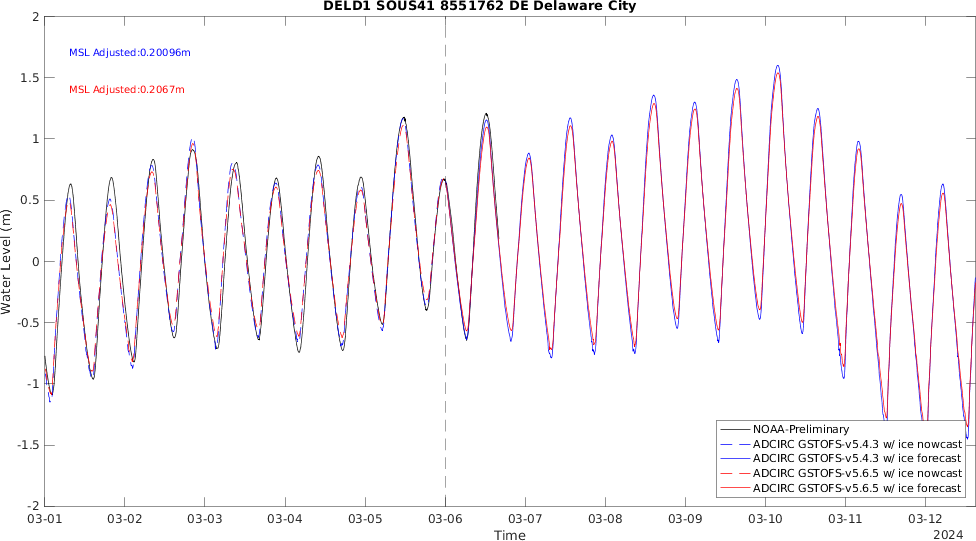 DELD1 SOUS41 8551762 DE Delaware City
2
1.5
1
0.5
0
-0.5
-1
-1.5
-2
Water Level (m)
MSL Adjusted:0.20096m
MSL Adjusted:0.2067m
NOAA-Preliminary
ADCIRC GSTOFS-v5.4.3 w/ ice nowcast
ADCIRC GSTOFS-v5.4.3 w/ ice forecast
ADCIRC GSTOFS-v5.6.5 w/ ice nowcast
ADCIRC GSTOFS-v5.6.5 w/ ice forecast
03-01 03-02 03-03 03-04 03-05 03-06 03-07 03-08 03-09 03-10 03-11 03-12
Time
2024